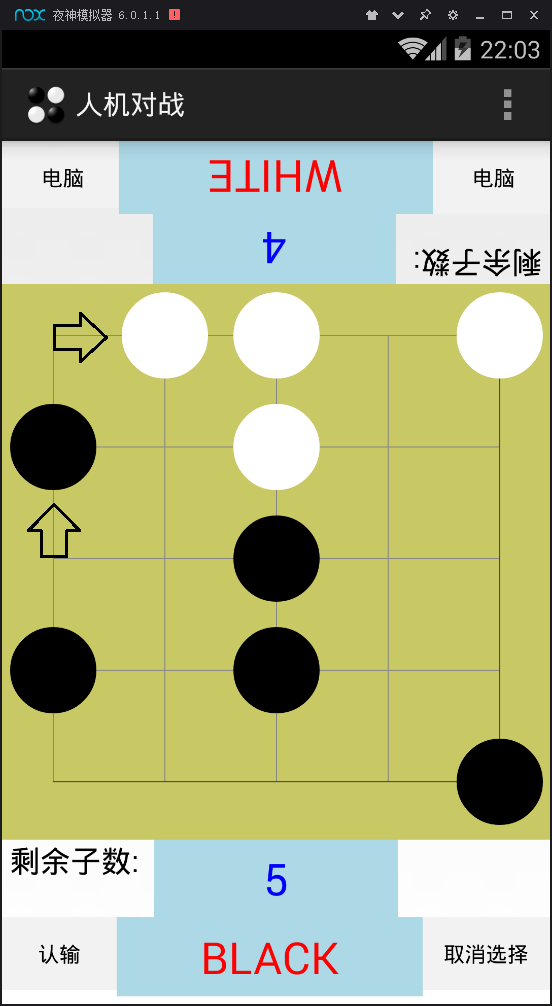 nox 夜神模拟器 6.0.1.1
22:03
人机对战
电脑 WHITE 电脑
4 剩余子数:
剩余子数: 5
认输 BLACK 取消选择